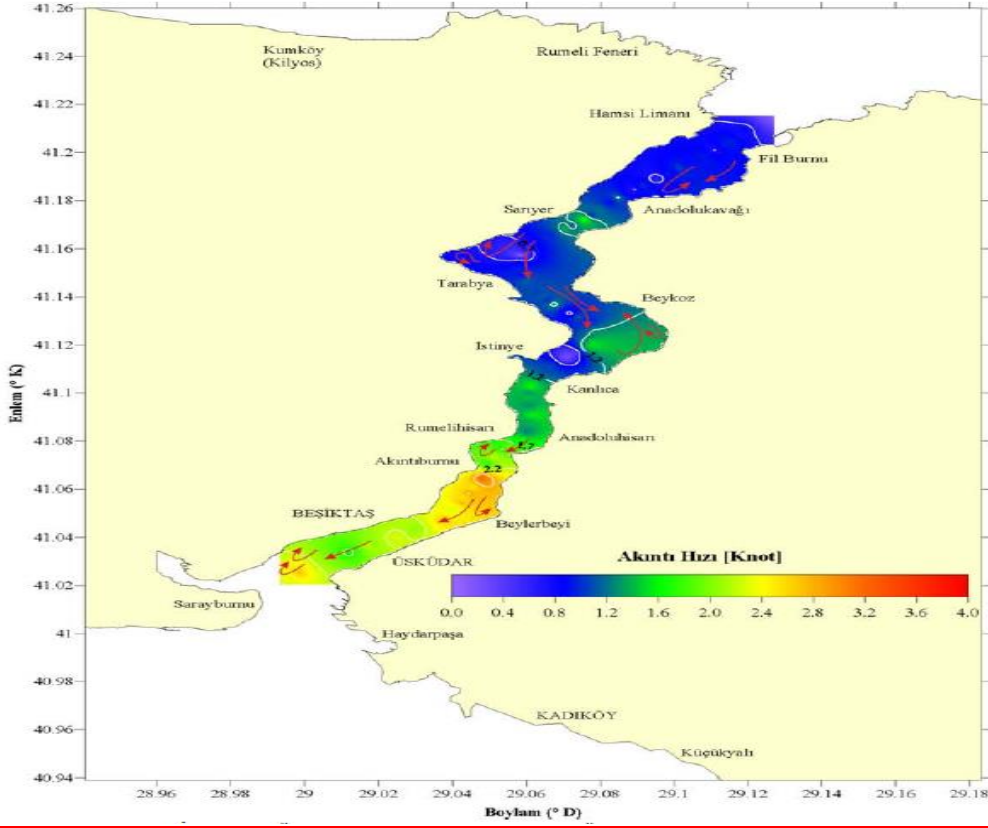 41.26
41.24
41.22
41.2
41.18
41.16
41.14
41.12
41.1
41.08
41.06
41.04
41.02
41
40.98
40.96
40.94
Enlem (° K)
Kumköy
(Kilyos)
Rumeli Feneri
Hamsi Limanı
Fil Burnu
Sarıyer
Anadolukavağı
Tarabya
Beykoz
İstinye
Kanlıca
Rumelihisarı
Anadoluhisarı
Akıntıburnu
2.2
Beylerbeyi
BEŞİKTAŞ
ÜSKÜDAR
Sarayburnu
Haydarpaşa
KADIKÖY
Küçükyalı
Akıntı Hızı [Knot]
0.0 0.4 0.8 1.2 1.6 2.0 2.4 2.8 3.2 3.6 4.0
28.96 28.98 29 29.02 29.04 29.06 29.08 29.1 29.12 29.14 29.16 29.18
Boylam (° D)